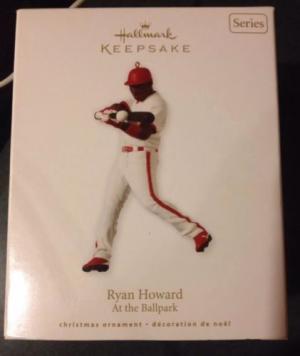 Hallmark
KEEPSAKE
Series
Ryan Howard
At the Ballpark
christmas ornament • décoration de noël